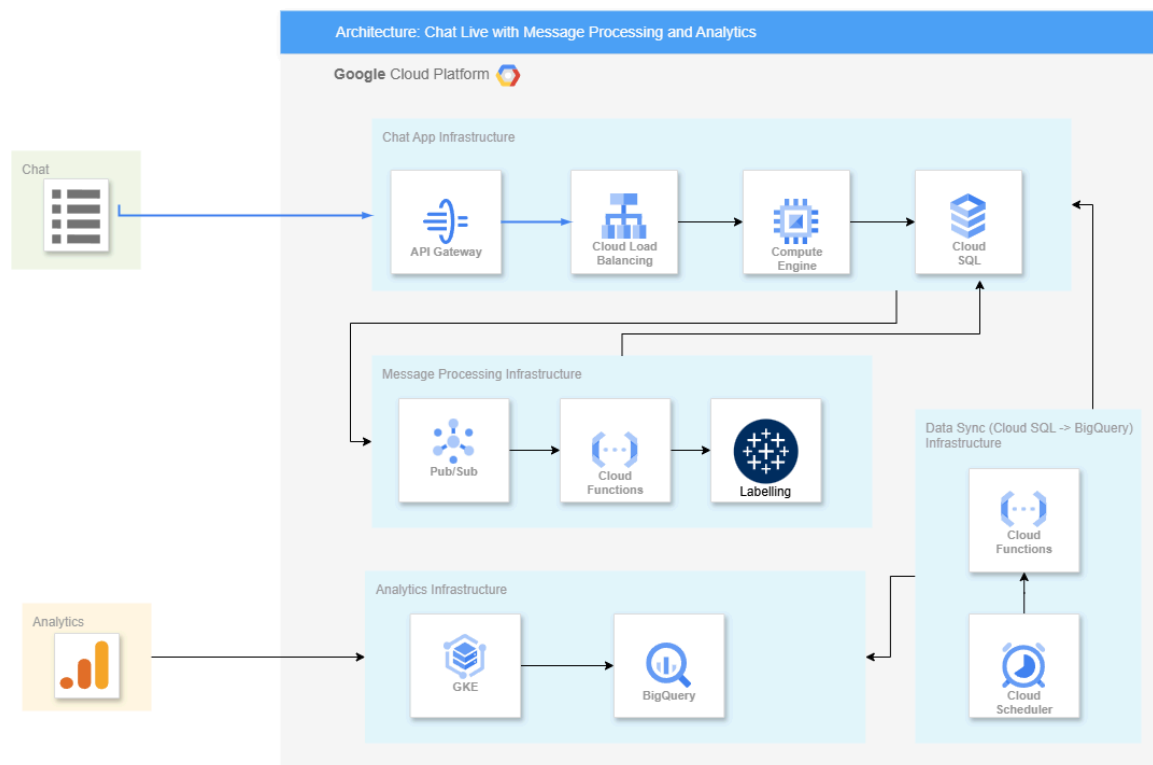 Architecture: Chat Live with Message Processing and Analytics
Google Cloud Platform
Chat App Infrastructure
Chat
API Gateway
Cloud Load
Balancing
Compute
Engine
Cloud
SQL
Message Processing Infrastructure
Pub/Sub
Cloud
Functions
Labelling
Data Sync (Cloud SQL -> BigQuery)
Infrastructure
Cloud
Functions
Cloud
Scheduler
Analytics Infrastructure
Analytics
GKE
BigQuery